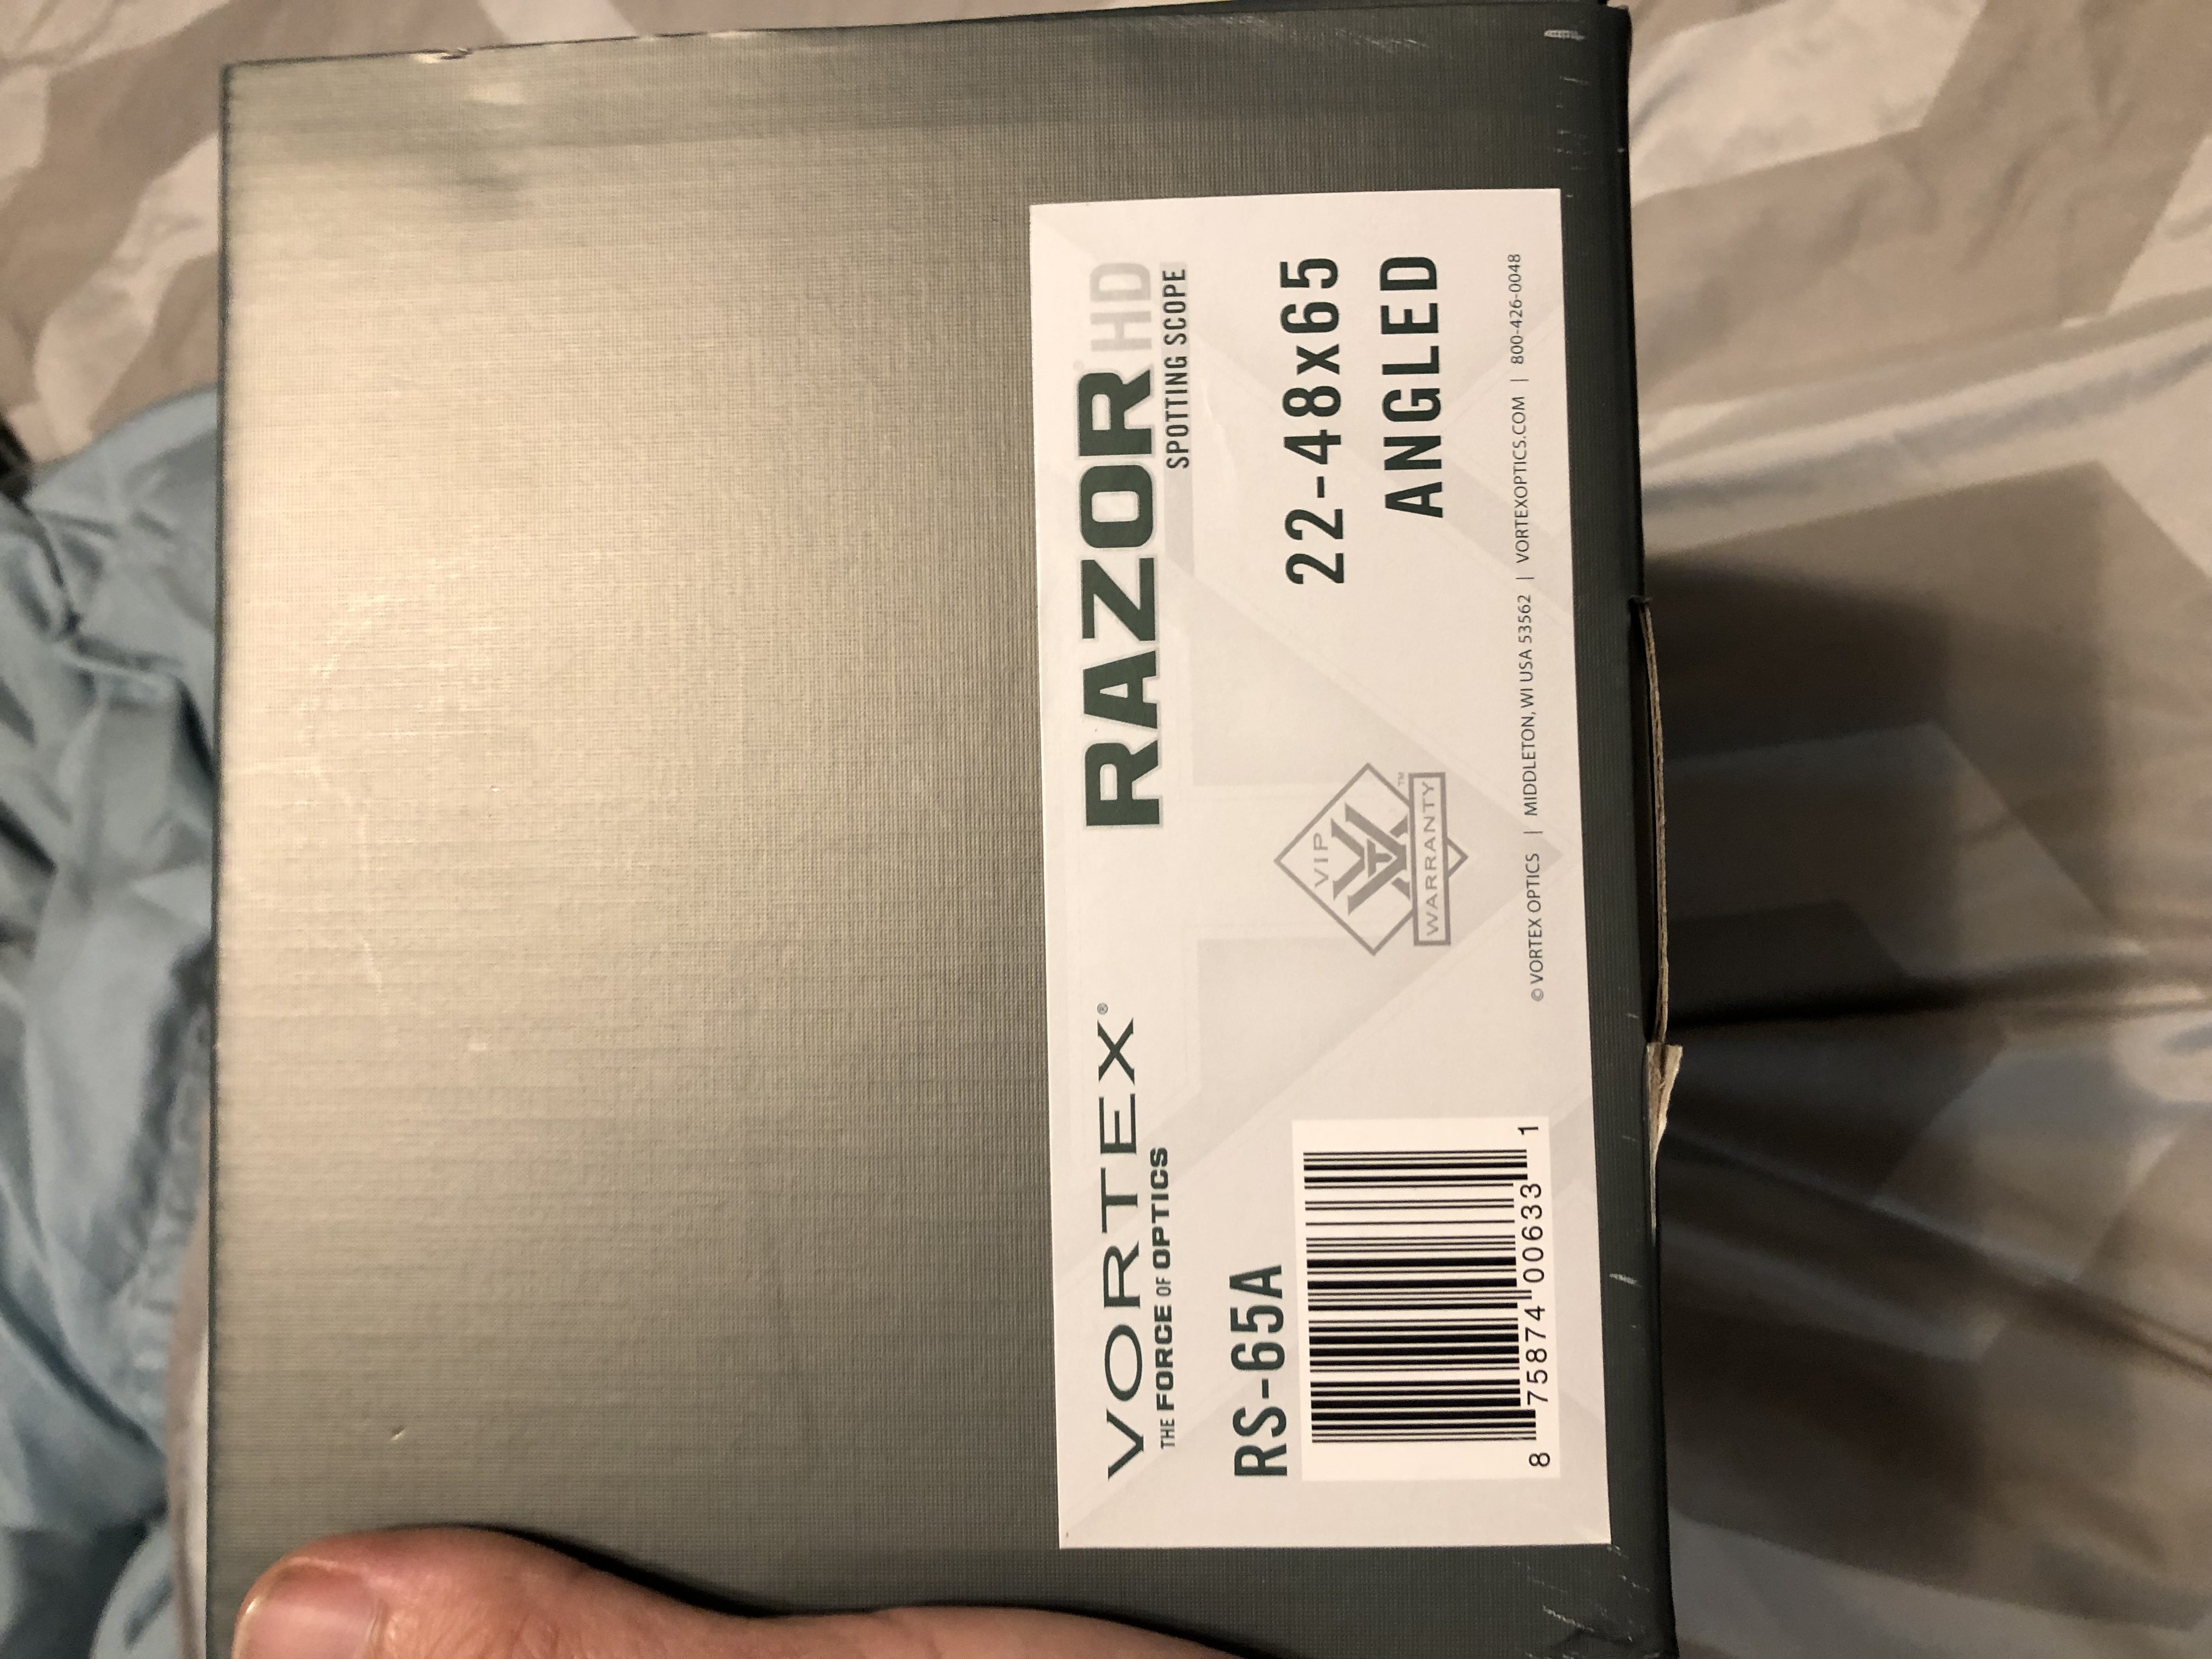 VORTEX®
THE FORCE OF OPTICS
RAZOR® HD
SPOTTING SCOPE
RS-65A
8 75874 00633 1
VIP
WARRANTY™
22-48x65
ANGLED
© VORTEX OPTICS | MIDDLETON, WI USA 53562 | VORTEXOPTICS.COM | 800-426-0048